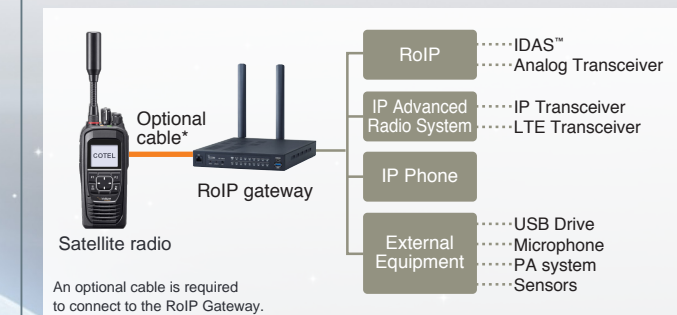 RoIP
IDAS™
Analog Transceiver
IP Advanced
Radio System
IP Transceiver
LTE Transceiver
IP Phone
External
Equipment
USB Drive
Microphone
PA system
Sensors
Optional
cable*
COTEL
RoIP gateway
Satellite radio
An optional cable is required
to connect to the RoIP Gateway.